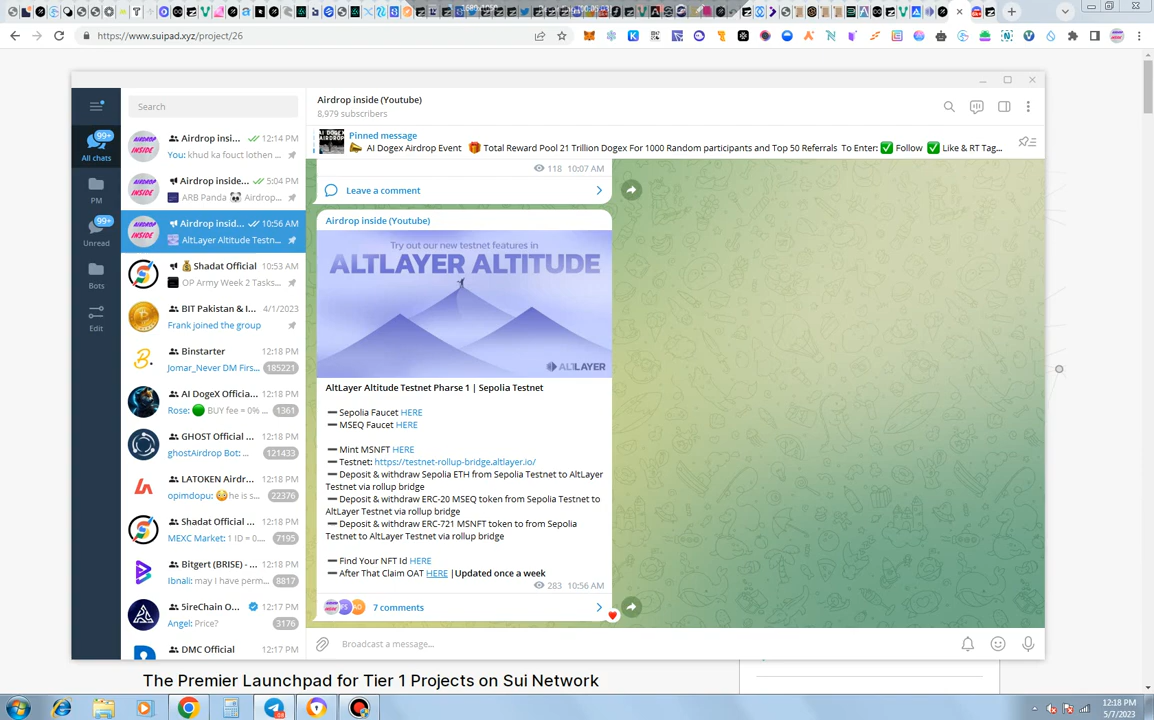 https://www.suipad.xyz/project/26
Search
All chats
99+
PM
Unread
99+
Bots
Edit
Airdrop insi... 12:14 PM
You: khud ka fouct lothen ...
Airdrop inside... 5:04 PM
ARB Panda 🐼 Airdrop...
Airdrop insid... 10:56 AM
AltLayer Altitude Testn...
💰 Shadat Official 10:53 AM
OP Army Week 2 Tasks...
BIT Pakistan & I... 4/1/2023
Frank joined the group
Binstarter 12:18 PM
Jomar_Never DM Firs... 185221
AI DogeX Officia... 12:18 PM
Rose: 🟢 BUY fee = 0% ... 1361
GHOST Official ... 12:18 PM
ghostAirdrop Bot: ... 121433
LATOKEN Airdr... 12:18 PM
opimdopu: 😳he is s... 22376
Shadat Official ... 12:18 PM
MEXC Market: 1 ID = 0.... 7195
Bitgert (BRISE) - ... 12:18 PM
Ibnali: may I have perm... 8817
5ireChain O... 12:17 PM
Angel: Price? 3176
DMC Official 12:17 PM
Airdrop inside (Youtube)
8,979 subscribers
Pinned message
📣 AI Dogex Airdrop Event 🎁 Total Reward Pool 21 Trillion Dogex For 1000 Random participants and Top 50 Referrals To Enter: ✅ Follow ✅ Like & RT Tag...
118 10:07 AM
Leave a comment
Airdrop inside (Youtube)
Try out our new testnet features in
ALTLAYER ALTITUDE
ALTLAYER
AltLayer Altitude Testnet Pharse 1 | Sepolia Testnet
➖ Sepolia Faucet HERE
➖ MSEQ Faucet HERE
➖ Mint MSNFT HERE
➖ Testnet: https://testnet-rollup-bridge.altlayer.io/
➖ Deposit & withdraw Sepolia ETH from Sepolia Testnet to AltLayer
Testnet via rollup bridge
➖ Deposit & withdraw ERC-20 MSEQ token from Sepolia Testnet to
AltLayer Testnet via rollup bridge
➖ Deposit & withdraw ERC-721 MSNFT token to from Sepolia
Testnet to AltLayer Testnet via rollup bridge
➖ Find Your NFT Id HERE
➖ After That Claim OAT HERE |Updated once a week
283 10:56 AM
7 comments
Broadcast a message...
The Premier Launchpad for Tier 1 Projects on Sui Network
12:18 PM
5/7/2023